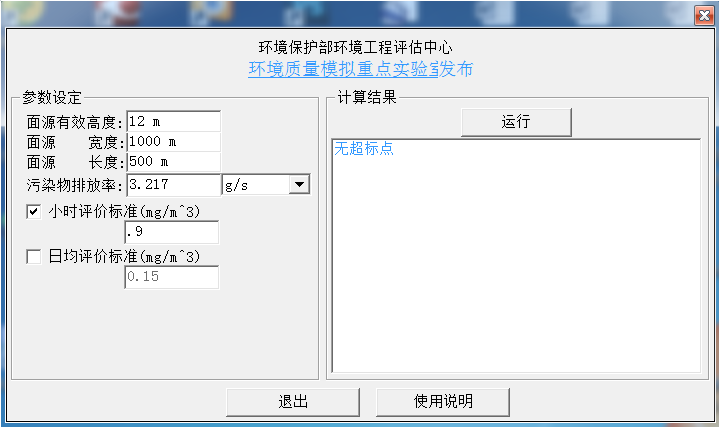 环境保护部环境工程评估中心
环境质量模拟重点实验室发布
参数设定
面源有效高度: 12 m
面源 宽度: 1000 m
面源 长度: 500 m
污染物排放率: 3.217 g/s
小时评价标准(mg/m^3)
.9
日均评价标准(mg/m^3)
0.15
计算结果
运行
无超标点
退出
使用说明